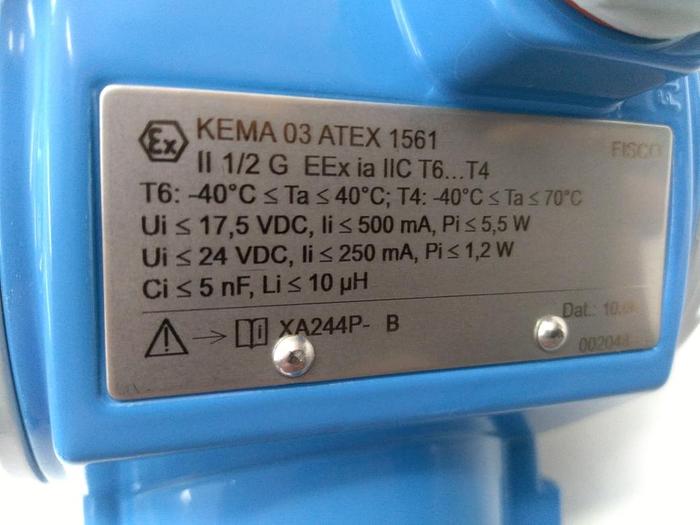 Ex KEMA 03 ATEX 1561
FISCO
II 1/2 G EEx ia IIC T6...T4
T6: -40°C ≤ Ta ≤ 40°C; T4: -40°C ≤ Ta ≤ 70°C
Ui ≤ 17,5 VDC, Ii ≤ 500 mA, Pi ≤ 5,5 W
Ui ≤ 24 VDC, Ii ≤ 250 mA, Pi ≤ 1,2 W
Ci ≤ 5 nF, Li ≤ 10 µH
Dat.:
→ i XA244P- B